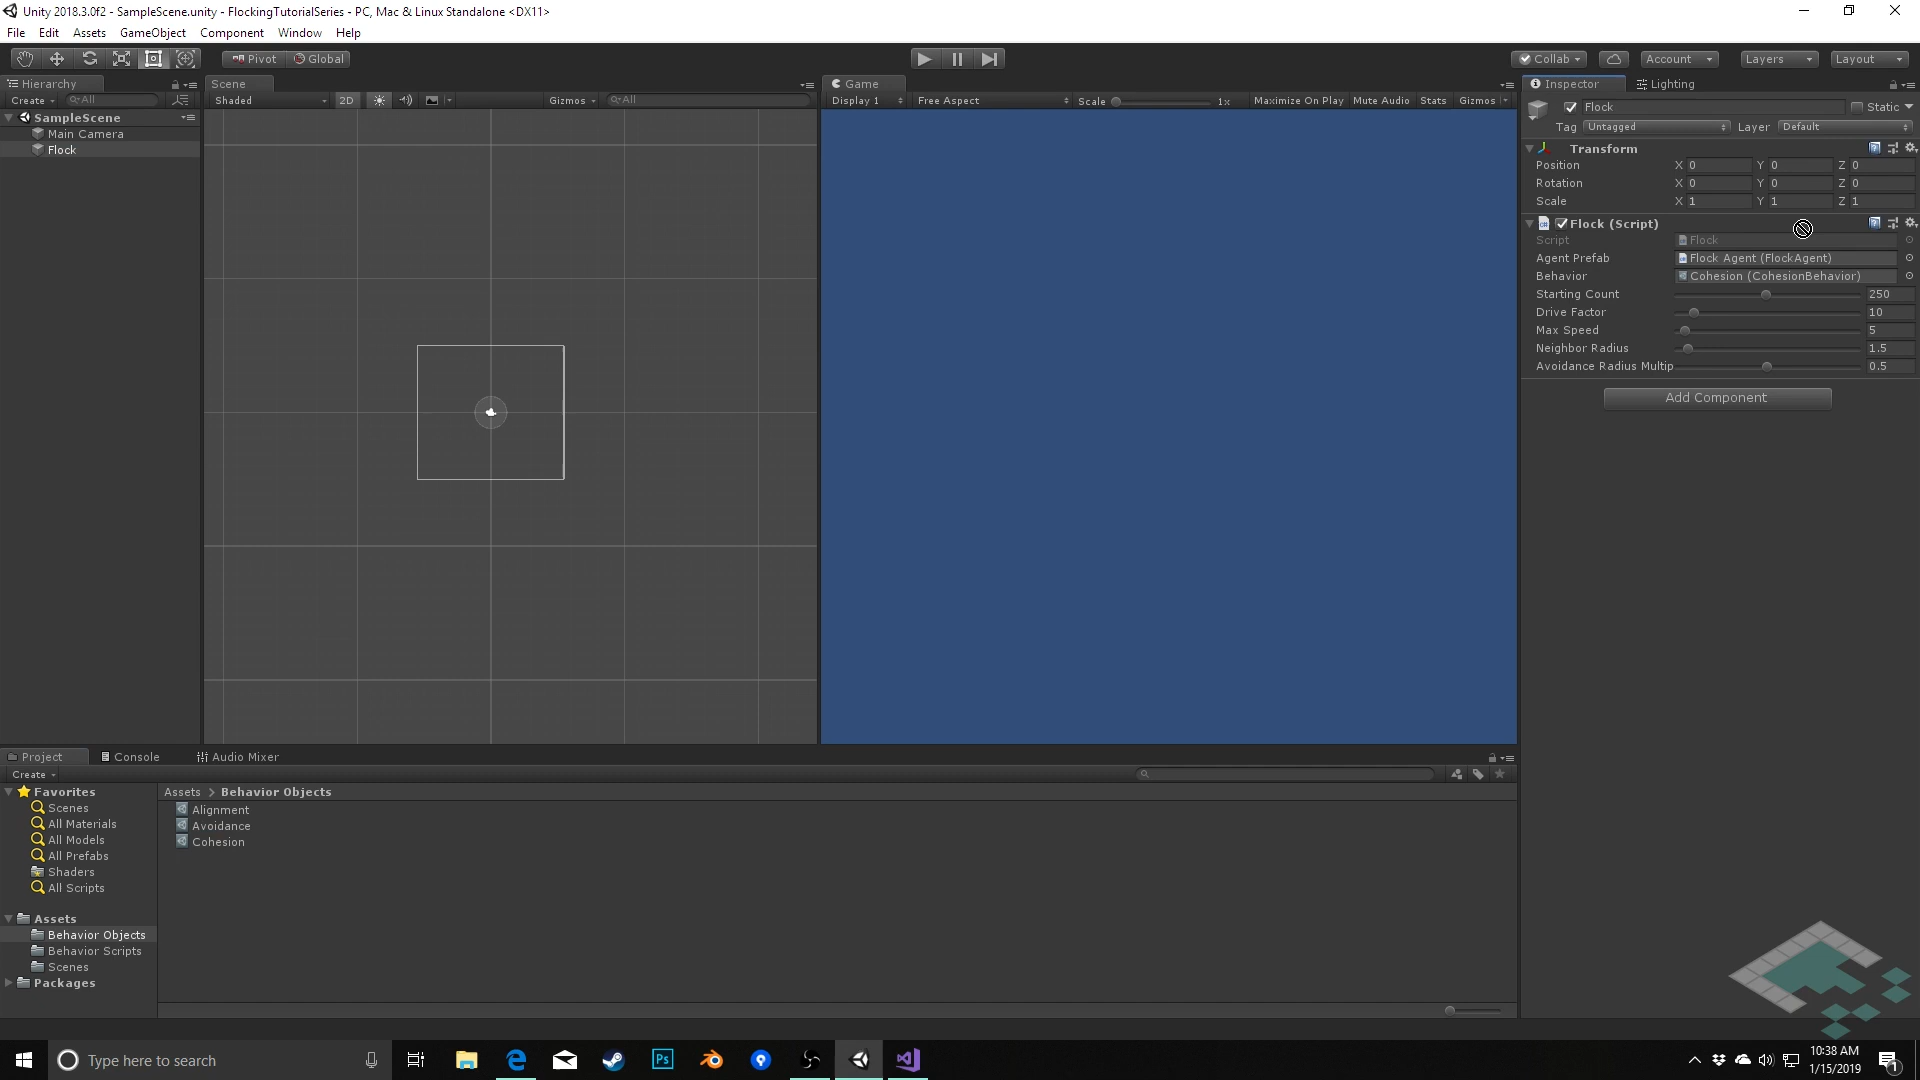 Unity 2018.3.0f2 - SampleScene.unity - FlockingTutorialSeries - PC, Mac & Linux Standalone <DX11>
File Edit Assets GameObject Component Window Help
Pivot Global Collab Account Layers Layout
Hierarchy
Create All
SampleScene
Main Camera
Flock
Scene
Shaded 2D Gizmos All
Game
Display 1 Free Aspect Scale 1x Maximize On Play Mute Audio Stats Gizmos
Inspector Lighting
Flock Static
Tag Untagged Layer Default
Transform
Position X 0 Y 0 Z 0
Rotation X 0 Y 0 Z 0
Scale X 1 Y 1 Z 1
Flock (Script)
Script Flock
Agent Prefab Flock Agent (FlockAgent)
Behavior Cohesion (CohesionBehavior)
Starting Count 250
Drive Factor 10
Max Speed 5
Neighbor Radius 1.5
Avoidance Radius Multip 0.5
Add Component
Project Console Audio Mixer
Create
Favorites
Scenes
All Materials
All Models
All Prefabs
Shaders
All Scripts
Assets
Behavior Objects
Behavior Scripts
Scenes
Packages
Assets > Behavior Objects
Alignment
Avoidance
Cohesion
Type here to search
Ps
10:38 AM
1/15/2019
1